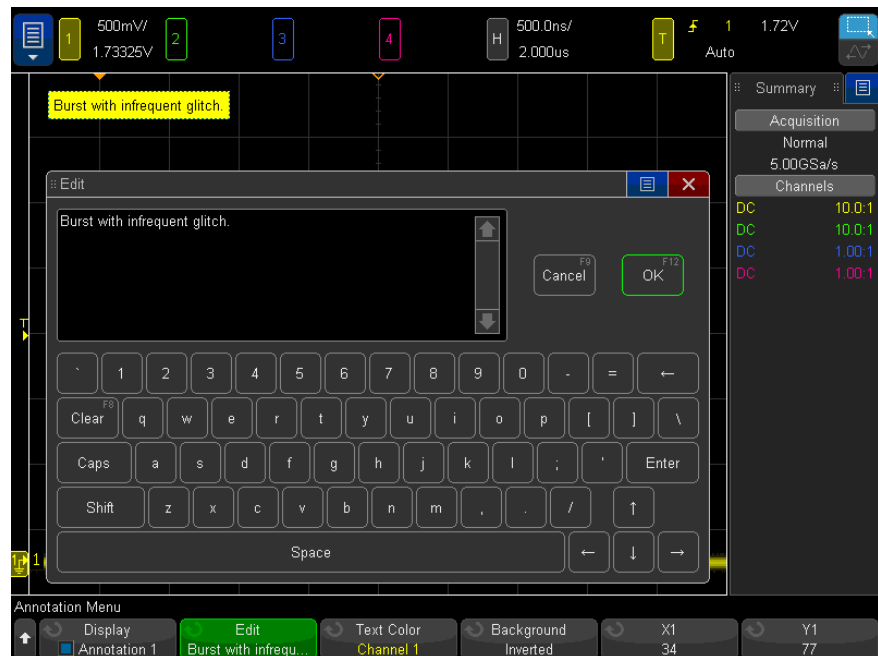 500mV/
1 1.73325V 2 3 4 H 500.0ns/ 2.000us T 1 1.72V Auto
Burst with infrequent glitch.
Summary
Acquisition
Normal
5.00GSa/s
Channels
DC 10.0:1
DC 10.0:1
DC 1.00:1
DC 1.00:1
Edit
Burst with infrequent glitch.
Cancel F9 OK F12
` 1 2 3 4 5 6 7 8 9 0 - = ←
Clear F8 q w e r t y u i o p [ ] \
Caps a s d f g h j k l ; ' Enter
Shift z x c v b n m , . / ↑
Space ← ↓ →
T
1 1
Annotation Menu
Display Edit Text Color Background X1 Y1
Annotation 1 Burst with infrequ... Channel 1 Inverted 34 77